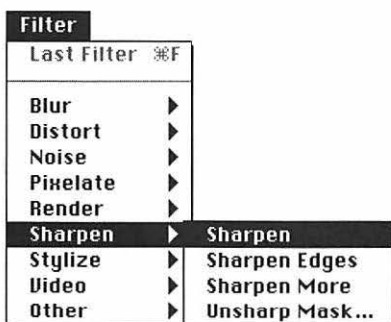 Filter
Last Filter ⌘F
Blur
Distort
Noise
Pixelate
Render
Sharpen
Stylize
Video
Other
Sharpen
Sharpen Edges
Sharpen More
Unsharp Mask...